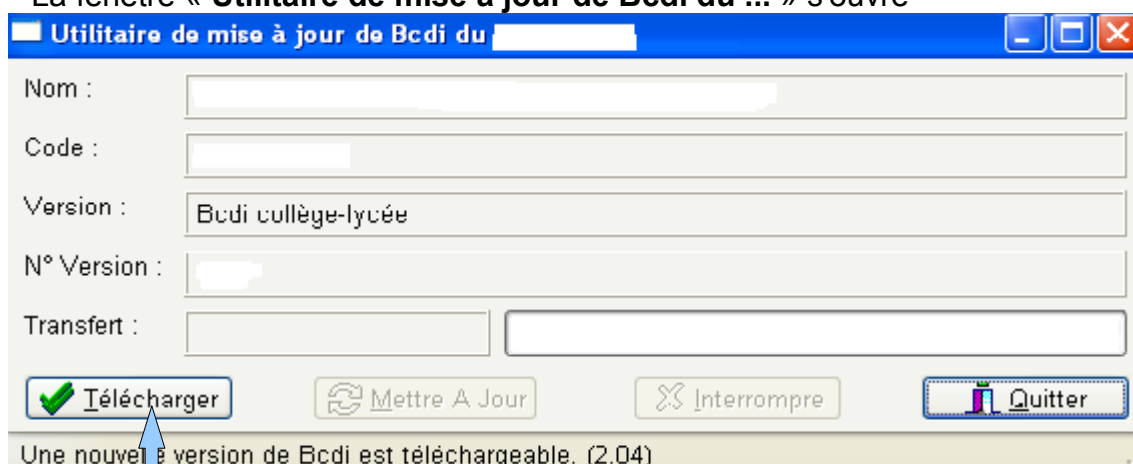 La fenêtre « Utilitaire de mise à jour de Bcdi du ... » s'ouvre
Utilitaire de mise à jour de Bcdi du
Nom :
Code :
Version : Bcdi collège-lycée
N° Version :
Transfert :
Télécharger Mettre A Jour Interrompre Quitter
Une nouvelle version de Bcdi est téléchargeable. (2.04)